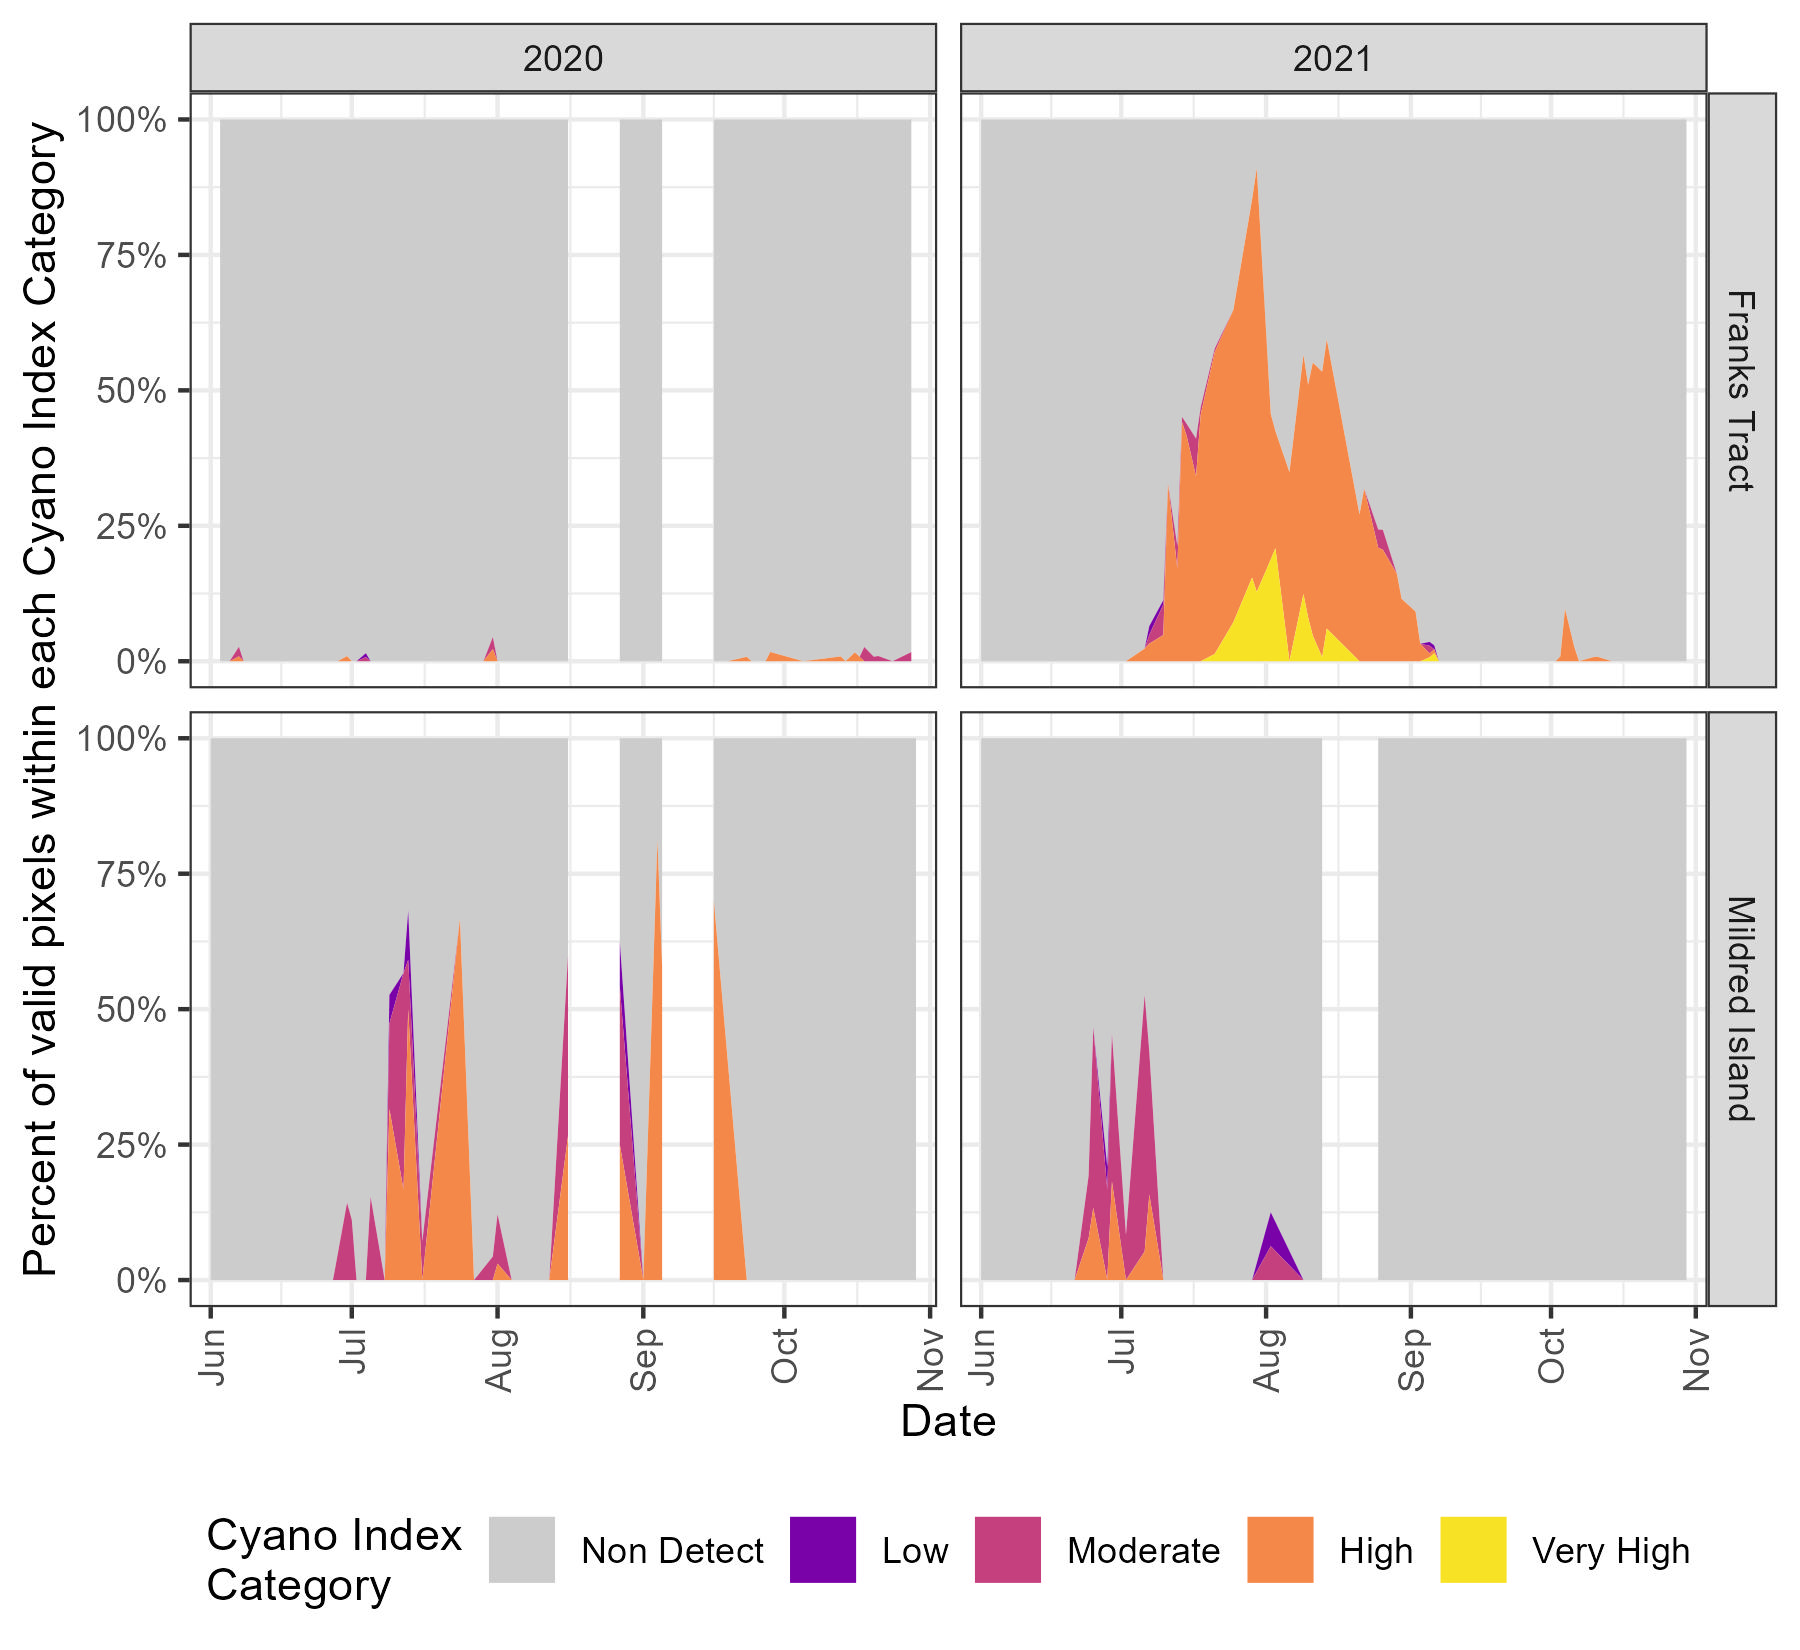 2020
2021
Percent of valid pixels within each Cyano Index Category
100%
75%
50%
25%
0%
Franks Tract
100%
75%
50%
25%
0%
Mildred Island
Jun
Jul
Aug
Sep
Oct
Nov
Jun
Jul
Aug
Sep
Oct
Nov
Date
Cyano Index
Category
Non Detect
Low
Moderate
High
Very High